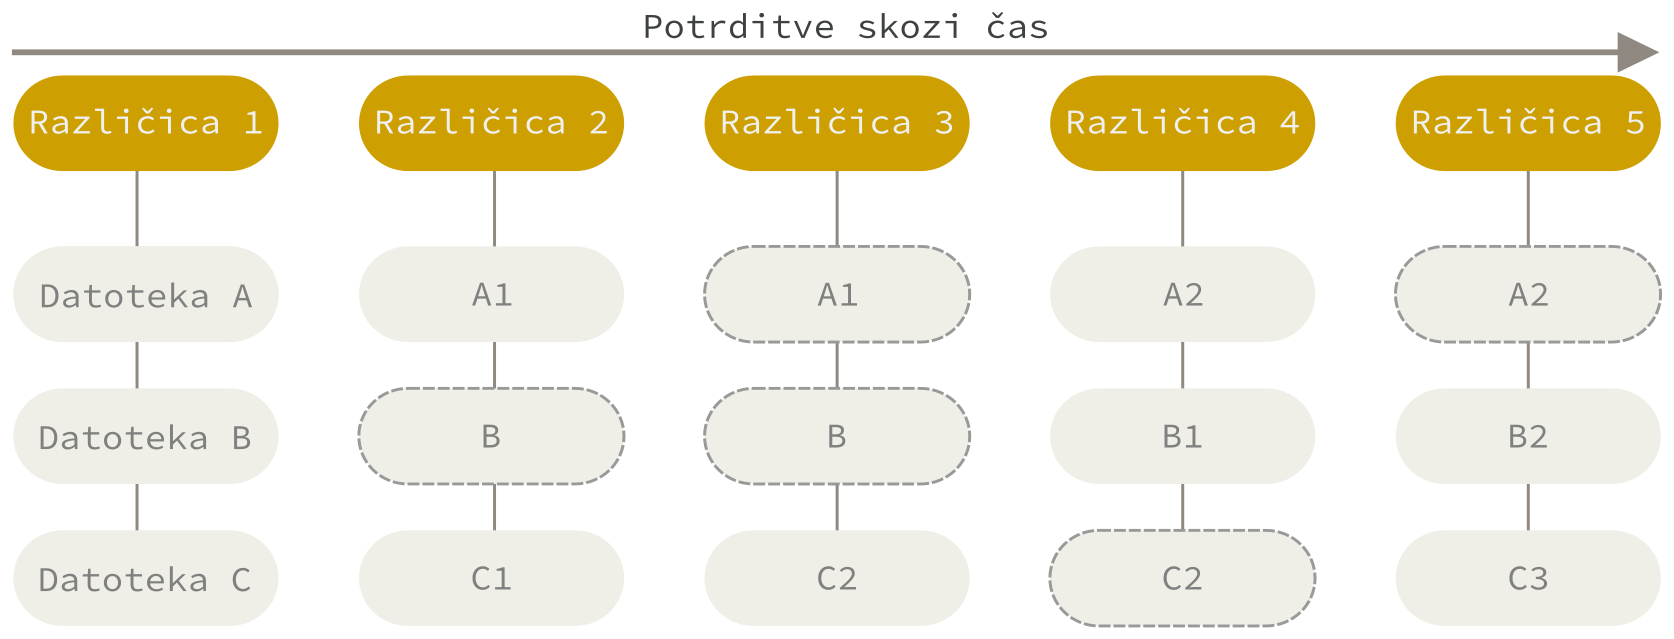 Potrditve skozi čas
Različica 1
Različica 2
Različica 3
Različica 4
Različica 5
Datoteka A
A1
A1
A2
A2
Datoteka B
B
B
B1
B2
Datoteka C
C1
C2
C2
C3